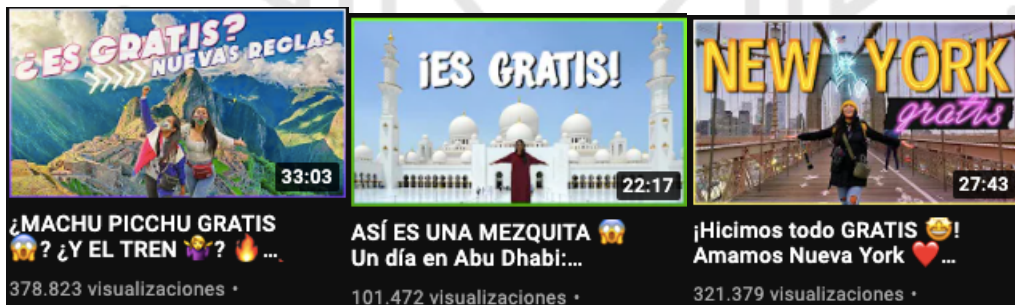 ¿ES GRATIS?
NUEVAS REGLAS
33:03
¿MACHU PICCHU GRATIS
😱? ¿Y EL TREN 🤷‍♀️? 🔥...
378.823 visualizaciones •
¡ES GRATIS!
22:17
ASÍ ES UNA MEZQUITA 😱
Un día en Abu Dhabi:...
101.472 visualizaciones •
NEW YORK
gratis
27:43
¡Hicimos todo GRATIS 🤩!
Amamos Nueva York ❤️...
321.379 visualizaciones •